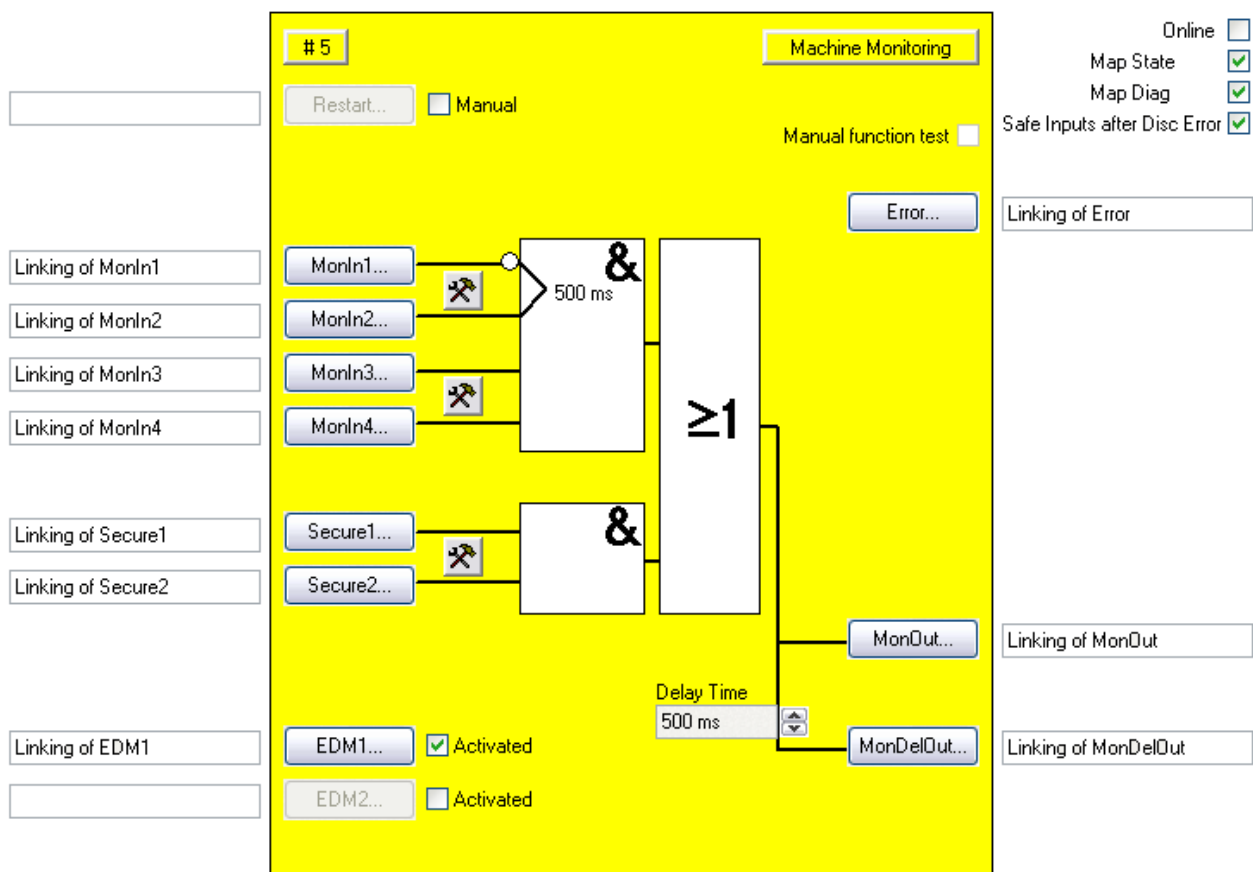 # 5
Machine Monitoring
Online
Map State
Map Diag
Restart...
Manual
Safe Inputs after Disc Error
Manual function test
Error...
Linking of Error
Linking of MonIn1
MonIn1...
&
500 ms
Linking of MonIn2
MonIn2...
Linking of MonIn3
MonIn3...
Linking of MonIn4
MonIn4...
≥1
Linking of Secure1
Secure1...
&
Linking of Secure2
Secure2...
MonOut...
Linking of MonOut
Delay Time
500 ms
Linking of EDM1
EDM1...
Activated
MonDelOut...
Linking of MonDelOut
EDM2...
Activated